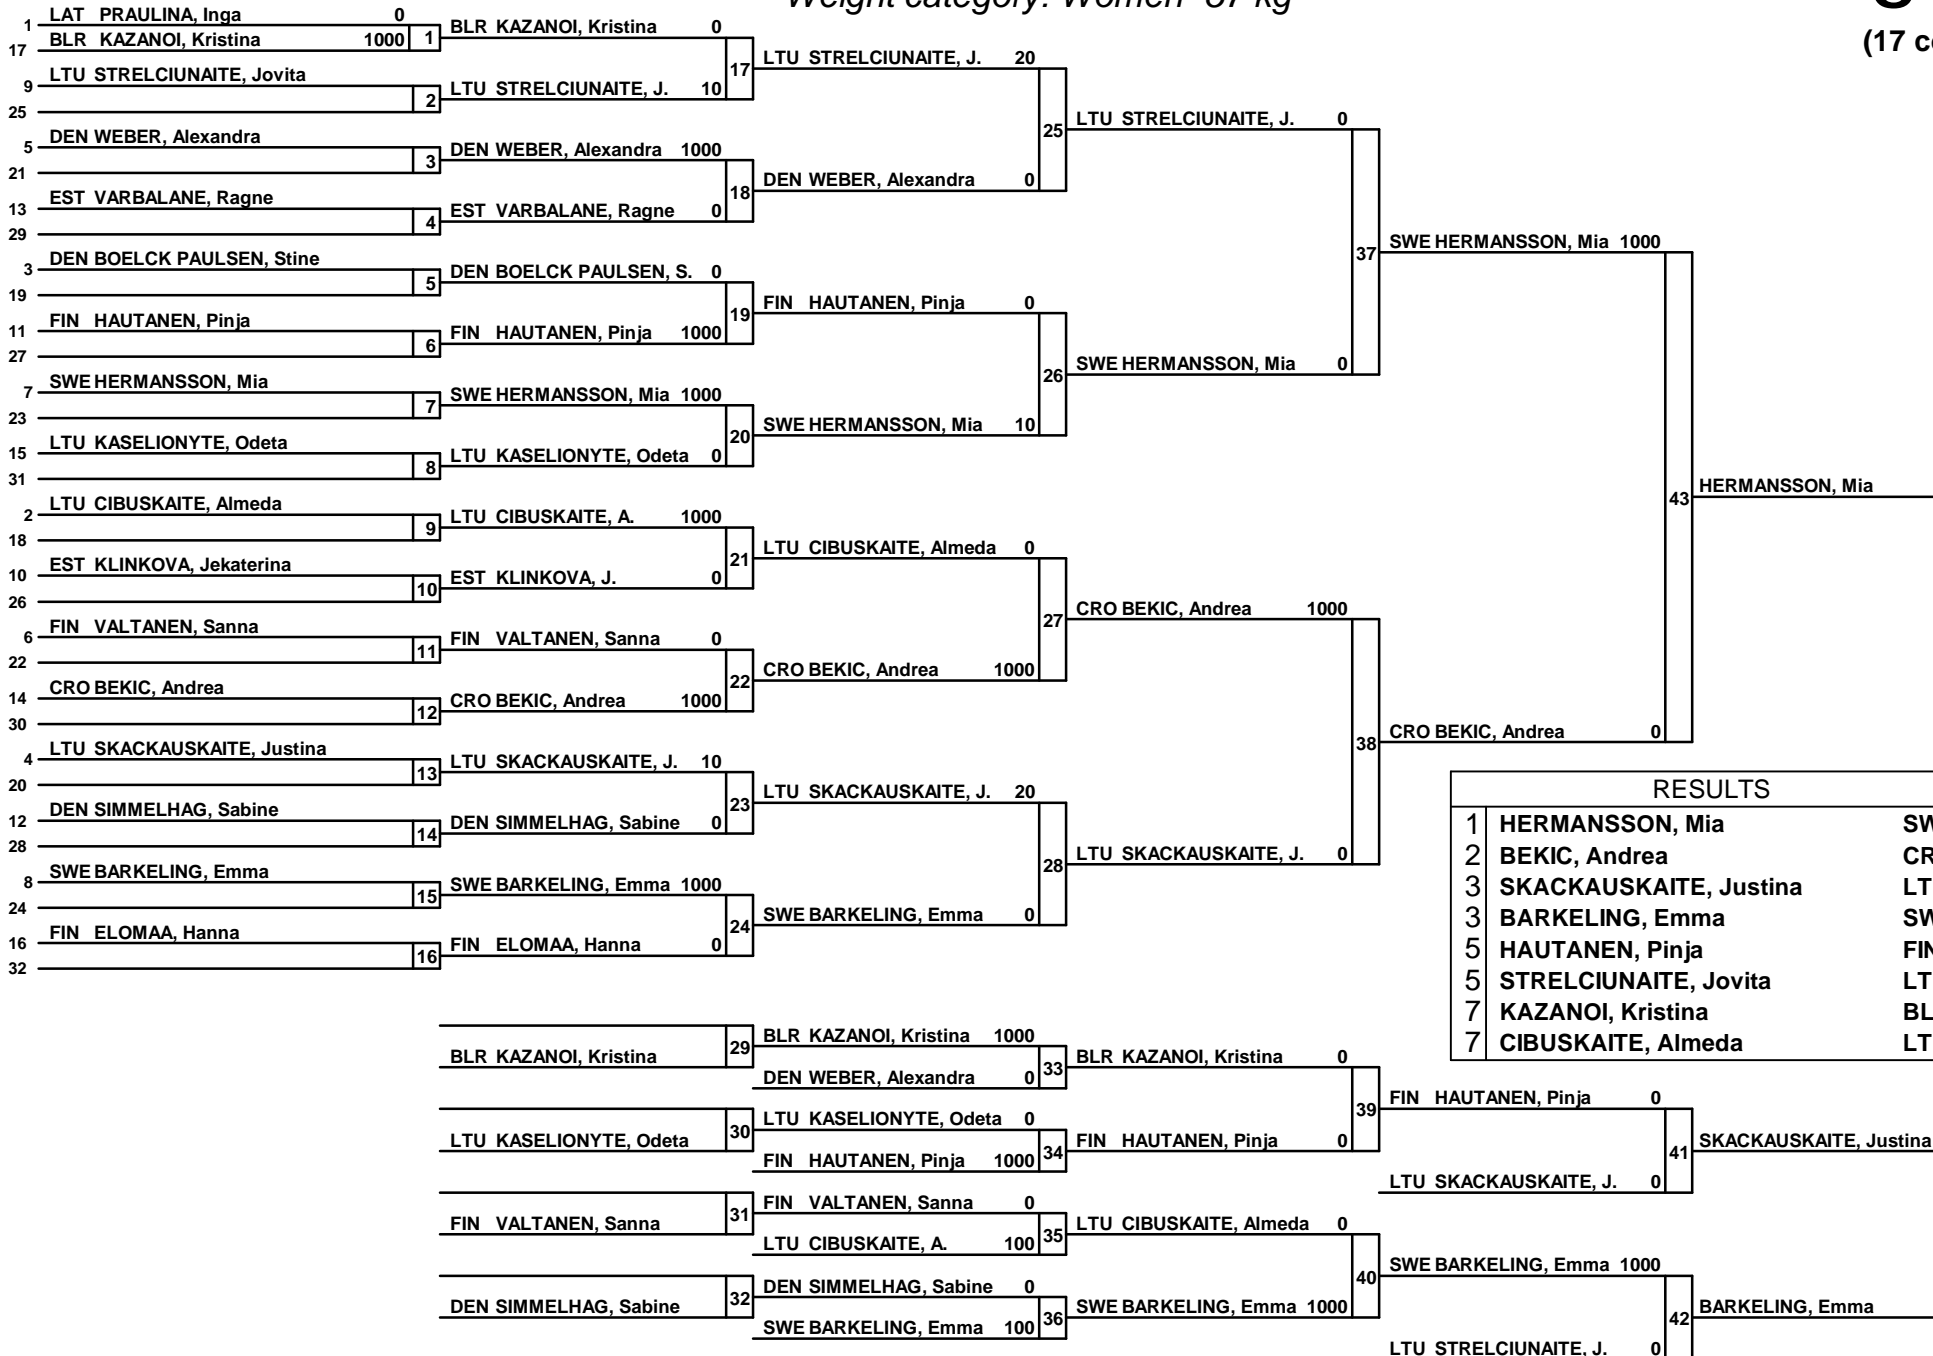 Weight category: Women -57 kg
(17 co
1 LAT PRAULINA, Inga 0
17 BLR KAZANOI, Kristina 1000
1 BLR KAZANOI, Kristina 0
9 LTU STRELCIUNAITE, Jovita
25
2 LTU STRELCIUNAITE, J. 10
17 LTU STRELCIUNAITE, J. 20
5 DEN WEBER, Alexandra
21
3 DEN WEBER, Alexandra 1000
13 EST VARBALANE, Ragne
29
4 EST VARBALANE, Ragne 0
18 DEN WEBER, Alexandra 0
25 LTU STRELCIUNAITE, J. 0
3 DEN BOELCK PAULSEN, Stine
19
5 DEN BOELCK PAULSEN, S. 0
11 FIN HAUTANEN, Pinja
27
6 FIN HAUTANEN, Pinja 1000
19 FIN HAUTANEN, Pinja 0
7 SWE HERMANSSON, Mia
23
7 SWE HERMANSSON, Mia 1000
15 LTU KASELIONYTE, Odeta
31
8 LTU KASELIONYTE, Odeta 0
20 SWE HERMANSSON, Mia 10
26 SWE HERMANSSON, Mia 0
37 SWE HERMANSSON, Mia 1000
2 LTU CIBUSKAITE, Almeda
18
9 LTU CIBUSKAITE, A. 1000
10 EST KLINKOVA, Jekaterina
26
10 EST KLINKOVA, J. 0
21 LTU CIBUSKAITE, Almeda 0
6 FIN VALTANEN, Sanna
22
11 FIN VALTANEN, Sanna 0
14 CRO BEKIC, Andrea
30
12 CRO BEKIC, Andrea 1000
22 CRO BEKIC, Andrea 1000
27 CRO BEKIC, Andrea 1000
4 LTU SKACKAUSKAITE, Justina
20
13 LTU SKACKAUSKAITE, J. 10
12 DEN SIMMELHAG, Sabine
28
14 DEN SIMMELHAG, Sabine 0
23 LTU SKACKAUSKAITE, J. 20
8 SWE BARKELING, Emma
24
15 SWE BARKELING, Emma 1000
16 FIN ELOMAA, Hanna
32
16 FIN ELOMAA, Hanna 0
24 SWE BARKELING, Emma 0
28 LTU SKACKAUSKAITE, J. 0
38 CRO BEKIC, Andrea 0
43 HERMANSSON, Mia
RESULTS
1 HERMANSSON, Mia SW
2 BEKIC, Andrea CR
3 SKACKAUSKAITE, Justina LT
3 BARKELING, Emma SW
5 HAUTANEN, Pinja FIN
5 STRELCIUNAITE, Jovita LT
7 KAZANOI, Kristina BL
7 CIBUSKAITE, Almeda LT
BLR KAZANOI, Kristina
29 BLR KAZANOI, Kristina 1000
DEN WEBER, Alexandra 0
33 BLR KAZANOI, Kristina 0
LTU KASELIONYTE, Odeta
30 LTU KASELIONYTE, Odeta 0
FIN HAUTANEN, Pinja 1000
34 FIN HAUTANEN, Pinja 0
39 FIN HAUTANEN, Pinja 0
LTU SKACKAUSKAITE, J. 0
41 SKACKAUSKAITE, Justina
FIN VALTANEN, Sanna
31 FIN VALTANEN, Sanna 0
LTU CIBUSKAITE, A. 100
35 LTU CIBUSKAITE, Almeda 0
DEN SIMMELHAG, Sabine
32 DEN SIMMELHAG, Sabine 0
SWE BARKELING, Emma 100
36 SWE BARKELING, Emma 1000
40 SWE BARKELING, Emma 1000
LTU STRELCIUNAITE, J. 0
42 BARKELING, Emma